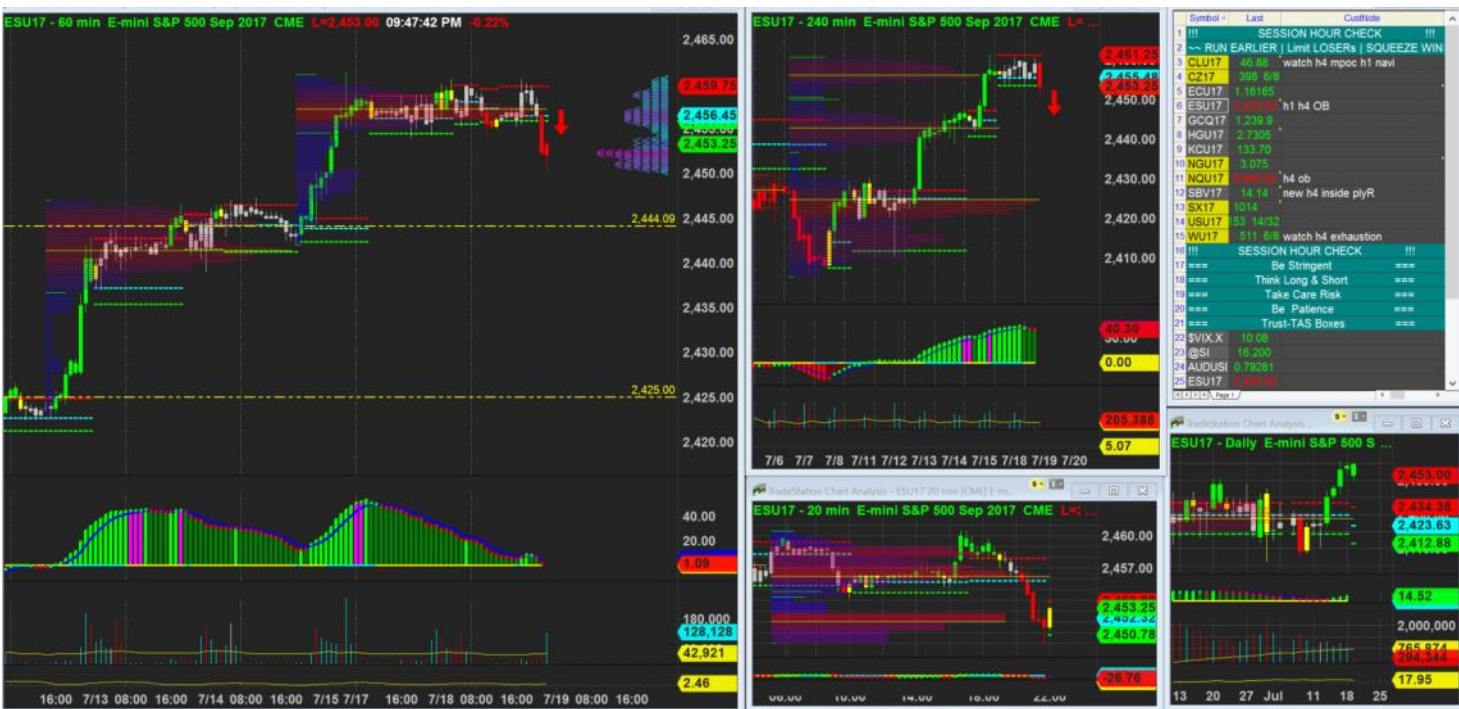 ESU17 - 60 min E-mini S&P 500 Sep 2017 CME L=2,453.00 09:47:42 PM -0.22%
2,465.00
2,459.75
2,456.45
2,453.25
2,450.00
2,445.00
2,444.09
2,440.00
2,435.00
2,430.00
2,425.00
2,425.00
2,420.00
40.00
20.00
1.09
180,000
128,128
42,921
2.46
16:00 7/13 08:00 16:00 7/14 08:00 16:00 7/15 7/17 16:00 7/18 08:00 16:00 7/19 08:00 16:00
ESU17 - 240 min E-mini S&P 500 Sep 2017 CME L= ...
2,461.25
2,455.48
2,453.25
2,450.00
2,440.00
2,430.00
2,420.00
2,410.00
40.30
30.00
0.00
205,388
5.07
7/6 7/7 7/8 7/11 7/12 7/13 7/14 7/15 7/18 7/19 7/20
TradeStation Chart Analysis - ESU17 20 min [CME] E-m...
ESU17 - 20 min E-mini S&P 500 Sep 2017 CME L=: ...
2,460.00
2,457.00
2,453.25
2,452.32
2,450.78
-26.76
06:00 10:00 14:00 18:00 22:00
Symbol Last CustNote
1 !!! SESSION HOUR CHECK !!!
2 ~~ RUN EARLIER | Limit LOSERs | SQUEEZE WIN
3 CLU17 46.88 watch h4 mpoc h1 navi
4 CZ17 398 6/8
5 ECU17 1.16165
6 ESU17 h1 h4 OB
7 GCQ17 1,239.9
8 HGU17 2.7305
9 KCU17 133.70
10 NGU17 3.075
11 NQU17 h4 ob
12 SBV17 14.14 new h4 inside plyR
13 SX17 1014
14 USU17 153 14/32
15 WU17 511 6/8 watch h4 exhaustion
16 !!! SESSION HOUR CHECK !!!
17 === Be Stringent ===
18 === Think Long & Short ===
19 === Take Care Risk ===
20 === Be Patience ===
21 === Trust-TAS Boxes ===
22 $VIX.X 10.08
23 @SI 16.200
24 AUDUSI 0.79281
25 ESU17
Page 1
TradeStation Chart Analysis ...
ESU17 - Daily E-mini S&P 500 S ...
2,453.00
2,434.38
2,423.63
2,412.88
14.52
2,000,000
765,874
294,344
17.95
13 20 27 Jul 11 18 25